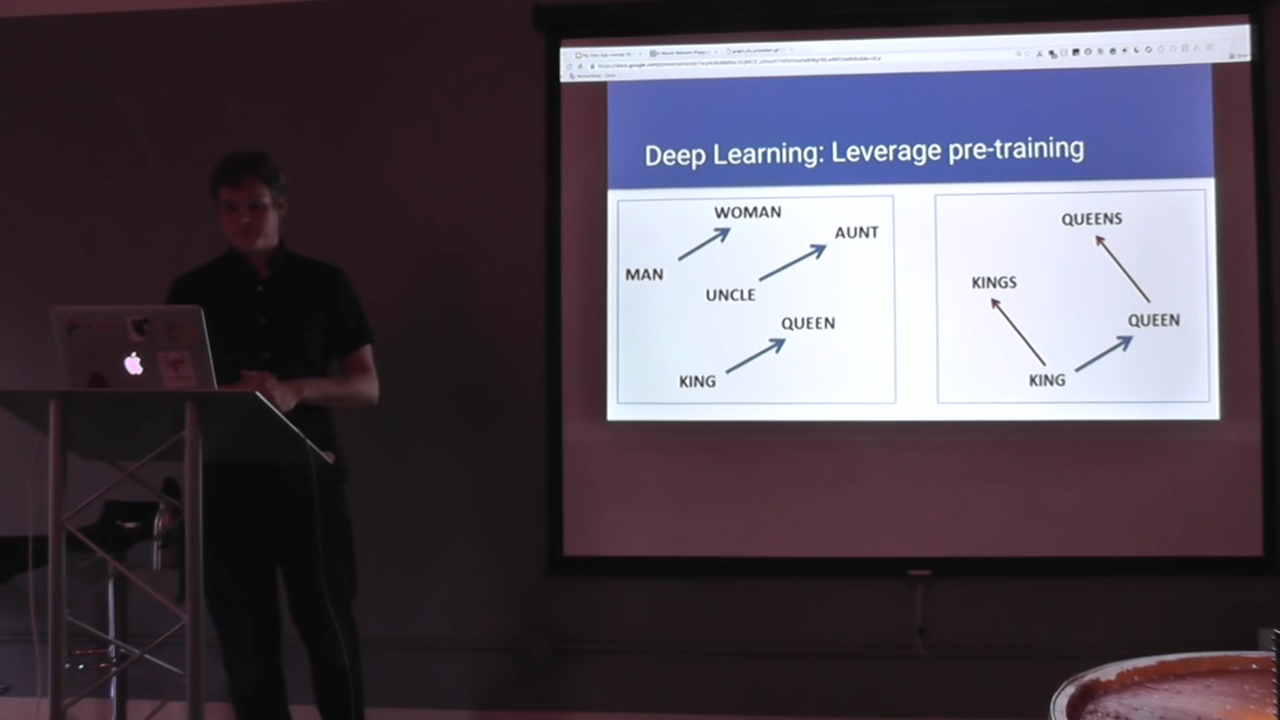 Deep Learning: Leverage pre-training
WOMAN
AUNT
MAN
UNCLE
QUEEN
KING
QUEENS
KINGS
QUEEN
KING